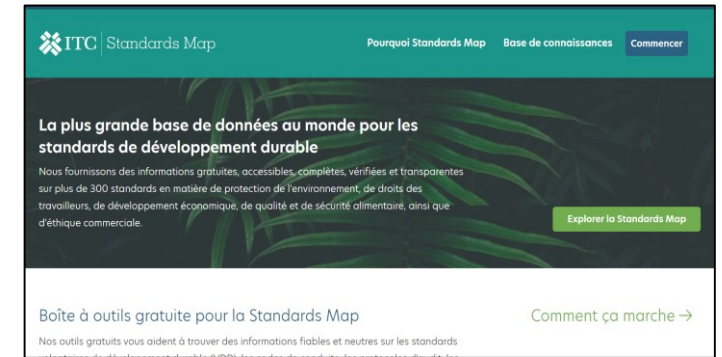 ITC Standards Map
Pourquoi Standards Map
Base de connaissances
Commencer
La plus grande base de données au monde pour les
standards de développement durable
Nous fournissons des informations gratuites, accessibles, complètes, vérifiées et transparentes
sur plus de 300 standards en matière de protection de l'environnement, de droits des
travailleurs, de développement économique, de qualité et de sécurité alimentaire, ainsi que
d'éthique commerciale.
Explorer la Standards Map
Boîte à outils gratuite pour la Standards Map
Comment ça marche →
Nos outils gratuits vous aident à trouver des informations fiables et neutres sur les standards